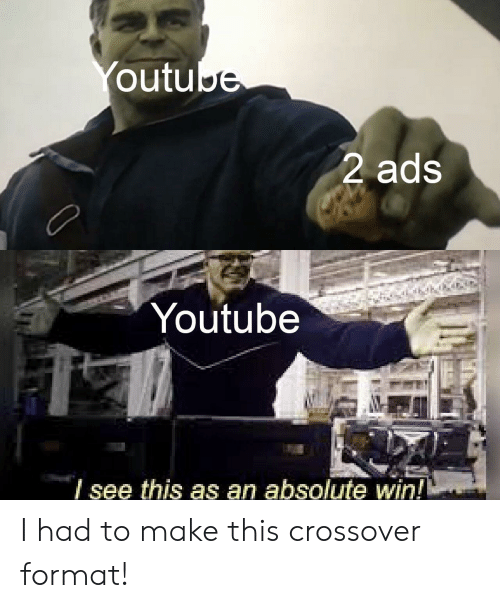 Youtube
2 ads
Youtube
I see this as an absolute win!
I had to make this crossover
format!